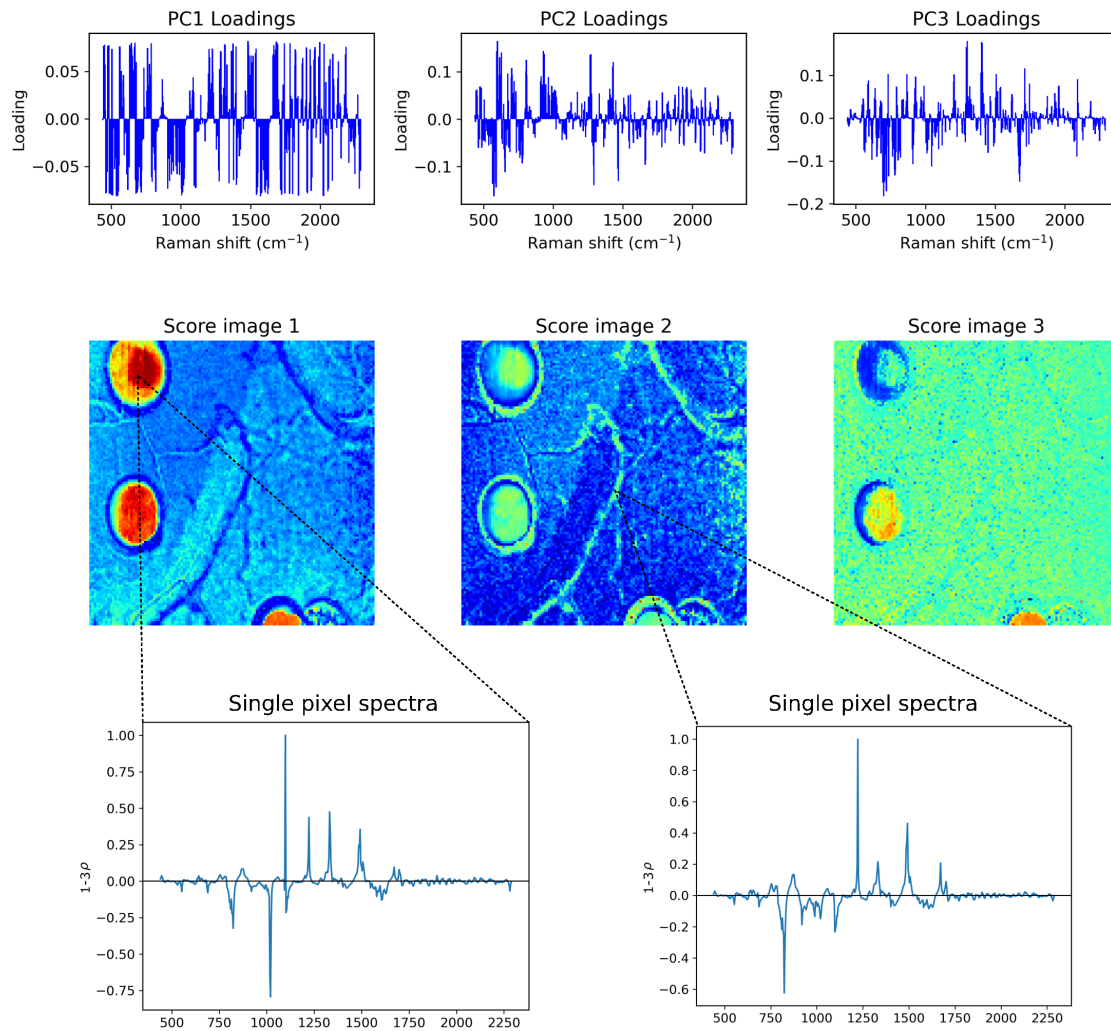 PC1 Loadings PC2 Loadings PC3 Loadings
Loading
0.05
0.00
−0.05
500 1000 1500 2000
Raman shift (cm⁻¹)
Loading
0.1
0.0
−0.1
500 1000 1500 2000
Raman shift (cm⁻¹)
Loading
0.1
0.0
−0.1
−0.2
500 1000 1500 2000
Raman shift (cm⁻¹)
Score image 1 Score image 2 Score image 3
Single pixel spectra
1-3ρ
1.00
0.75
0.50
0.25
0.00
−0.25
−0.50
−0.75
500 750 1000 1250 1500 1750 2000 2250
Single pixel spectra
1-3ρ
1.0
0.8
0.6
0.4
0.2
0.0
−0.2
−0.4
−0.6
500 750 1000 1250 1500 1750 2000 2250